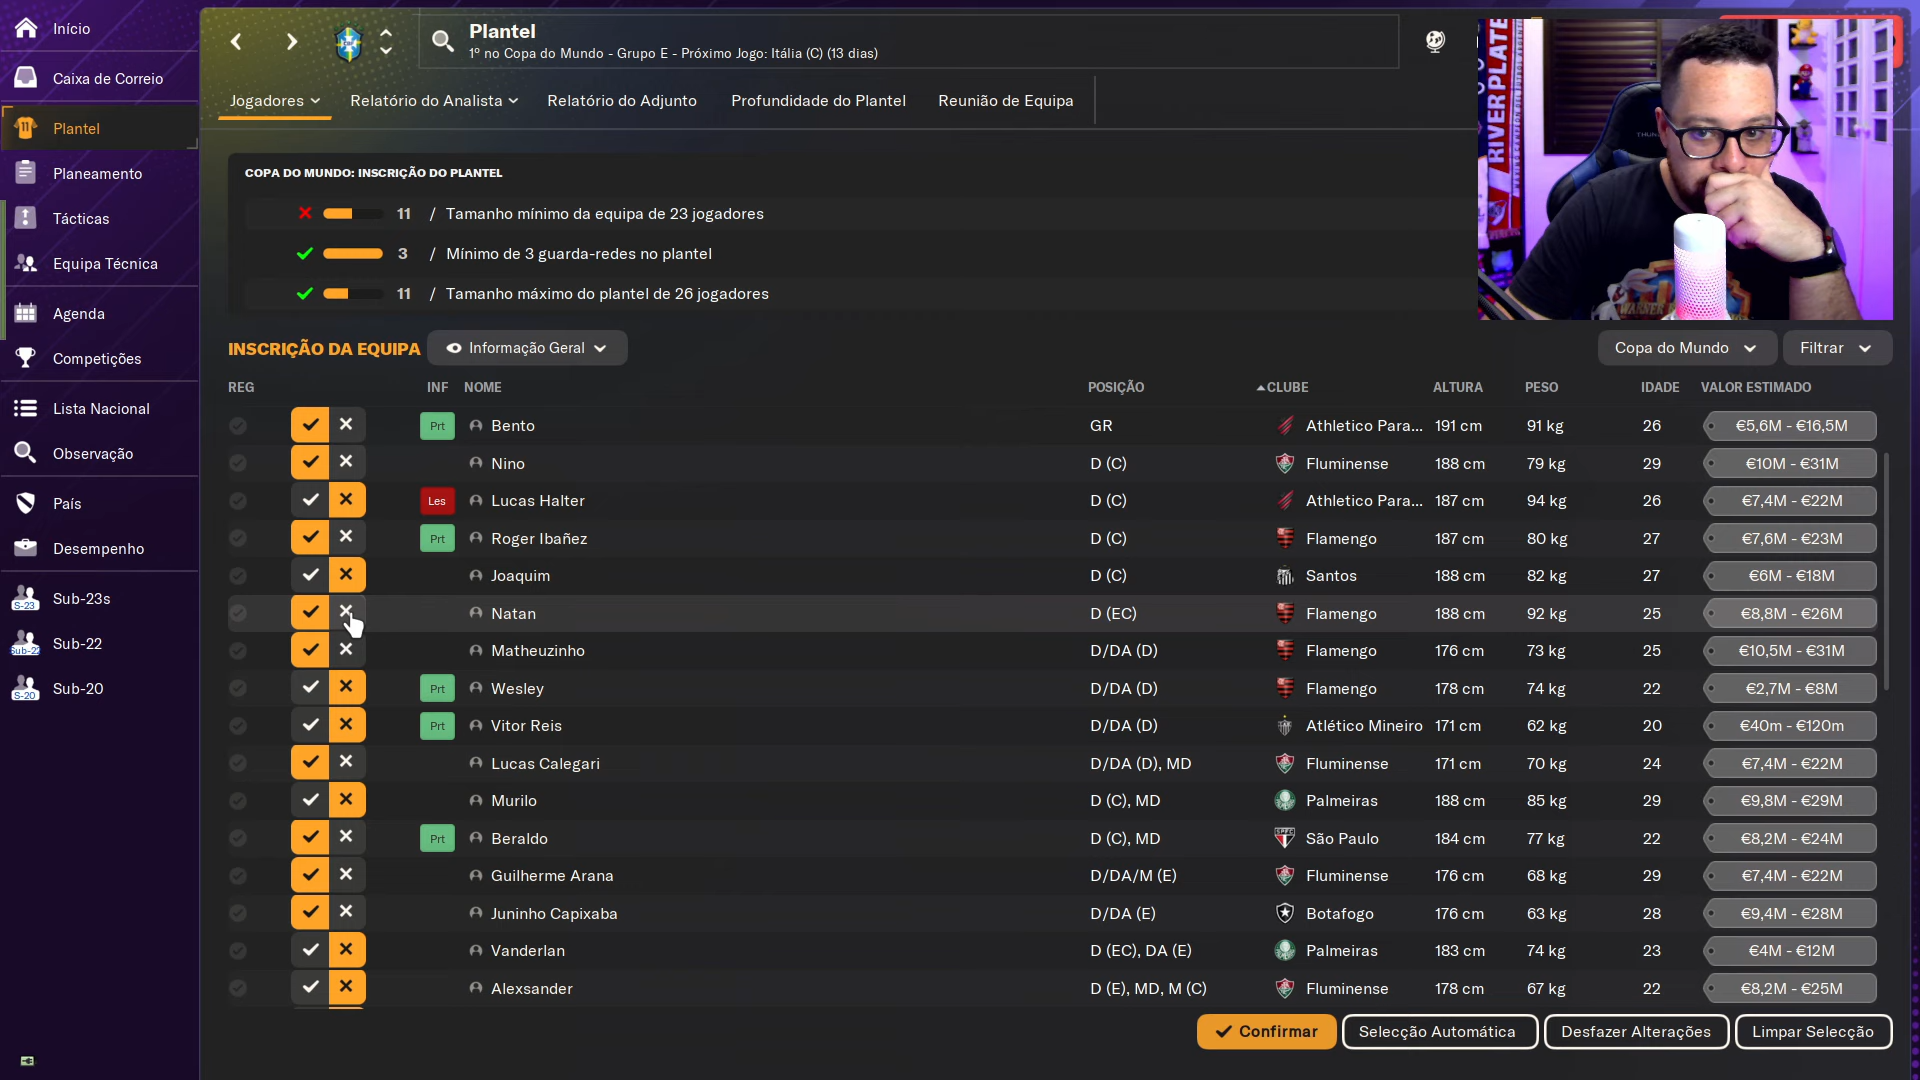 Início
Caixa de Correio
Plantel
Planeamento
Tácticas
Equipa Técnica
Agenda
Competições
Lista Nacional
Observação
País
Desempenho
S-23 Sub-23s
Sub-22 Sub-22
S-20 Sub-20
Plantel
1º no Copa do Mundo - Grupo E - Próximo Jogo: Itália (C) (13 dias)
Jogadores Relatório do Analista Relatório do Adjunto Profundidade do Plantel Reunião de Equipa
COPA DO MUNDO: INSCRIÇÃO DO PLANTEL
11 / Tamanho mínimo da equipa de 23 jogadores
3 / Mínimo de 3 guarda-redes no plantel
11 / Tamanho máximo do plantel de 26 jogadores
RIVER PLATE
INSCRIÇÃO DA EQUIPA Informação Geral Copa do Mundo Filtrar
REG INF NOME POSIÇÃO CLUBE ALTURA PESO IDADE VALOR ESTIMADO
Prt Bento GR Athletico Para... 191 cm 91 kg 26 €5,6M - €16,5M
Nino D (C) Fluminense 188 cm 79 kg 29 €10M - €31M
Les Lucas Halter D (C) Athletico Para... 187 cm 94 kg 26 €7,4M - €22M
Prt Roger Ibañez D (C) Flamengo 187 cm 80 kg 27 €7,6M - €23M
Joaquim D (C) Santos 188 cm 82 kg 27 €6M - €18M
Natan D (EC) Flamengo 188 cm 92 kg 25 €8,8M - €26M
Matheuzinho D/DA (D) Flamengo 176 cm 73 kg 25 €10,5M - €31M
Prt Wesley D/DA (D) Flamengo 178 cm 74 kg 22 €2,7M - €8M
Prt Vitor Reis D/DA (D) Atlético Mineiro 171 cm 62 kg 20 €40m - €120m
Lucas Calegari D/DA (D), MD Fluminense 171 cm 70 kg 24 €7,4M - €22M
Murilo D (C), MD Palmeiras 188 cm 85 kg 29 €9,8M - €29M
Prt Beraldo D (C), MD São Paulo 184 cm 77 kg 22 €8,2M - €24M
Guilherme Arana D/DA/M (E) Fluminense 176 cm 68 kg 29 €7,4M - €22M
Juninho Capixaba D/DA (E) Botafogo 176 cm 63 kg 28 €9,4M - €28M
Vanderlan D (EC), DA (E) Palmeiras 183 cm 74 kg 23 €4M - €12M
Alexsander D (E), MD, M (C) Fluminense 178 cm 67 kg 22 €8,2M - €25M
Confirmar Selecção Automática Desfazer Alterações Limpar Selecção